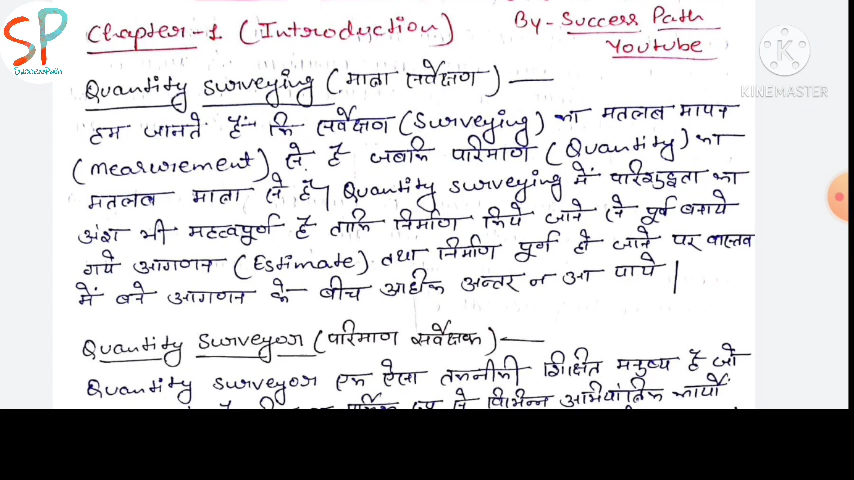 SP
SuccessPath
Chapter-1 (Introduction)
By- Success Path
Youtube
KINEMASTER
Quantity surveying (मात्रा सर्वेक्षण) —
हम जानते हैं कि सर्वेक्षण (Surveying) का मतलब मापन
(measurement) से है जबकि परिमाण (Quantity) का
मतलब मात्रा से है। Quantity surveying में परिशुद्धता का
अंश भी महत्वपूर्ण है ताकि निर्माण किये जाने से पूर्व बनाये
गये आगणन (Estimate) तथा निर्माण पूर्ण हो जाने पर वास्तव
में बने आगणन के बीच अधिक अन्तर न आ पाये |
Quantity surveyor (परिमाण सर्वेक्षक) —
Quantity surveyor एक ऐसा तकनीकी शिक्षित मनुष्य है जो
से विभिन्न अभियांत्रिक कार्यों